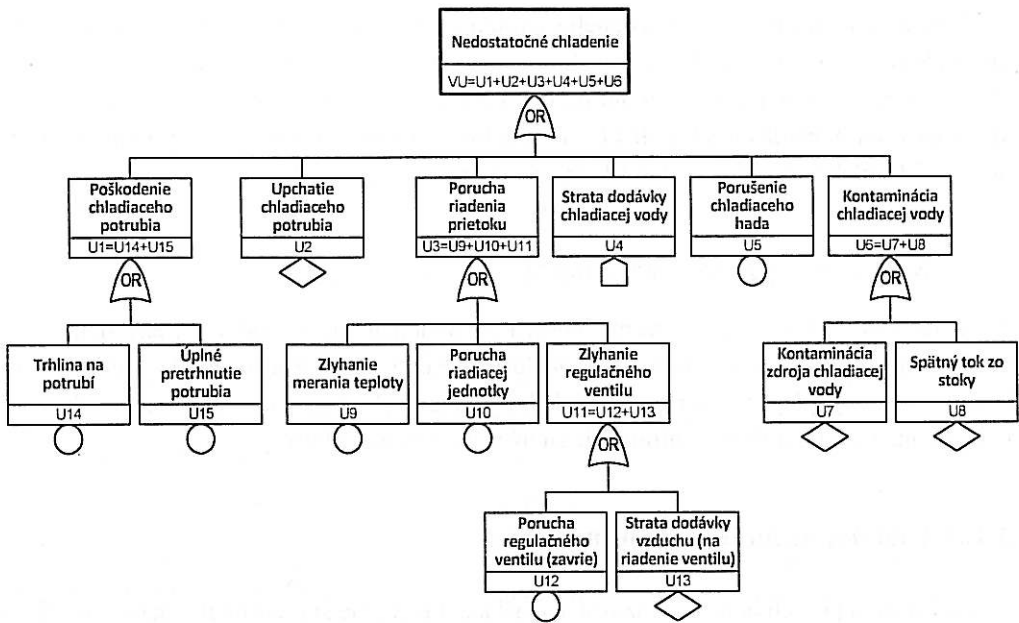 Nedostatočné chladenie
VU=U1+U2+U3+U4+U5+U6
OR
Poškodenie
chladiaceho
potrubia
U1=U14+U15
Upchatie
chladiaceho
potrubia
U2
Porucha
riadenia
prietoku
U3=U9+U10+U11
Strata dodávky
chladiacej vody
U4
Porušenie
chladiaceho
hada
U5
Kontaminácia
chladiacej vody
U6=U7+U8
OR
OR
OR
Trhlina na
potrubí
U14
Úplné
pretrhnutie
potrubia
U15
Zlyhanie
merania teploty
U9
Porucha
riadiacej
jednotky
U10
Zlyhanie
regulačného
ventilu
U11=U12+U13
Kontaminácia
zdroja chladiacej
vody
U7
Spätný tok zo
stoky
U8
OR
Porucha
regulačného
ventilu (zavrie)
U12
Strata dodávky
vzduchu (na
riadenie ventilu)
U13